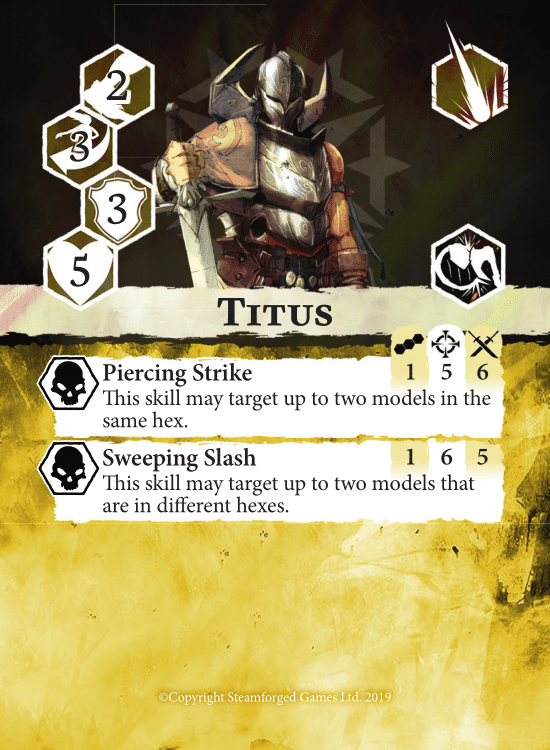 2
3
3
5
Titus
Piercing Strike 1 5 6
This skill may target up to two models in the
same hex.
Sweeping Slash 1 6 5
This skill may target up to two models that
are in different hexes.
©Copyright Steamforged Games Ltd. 2019